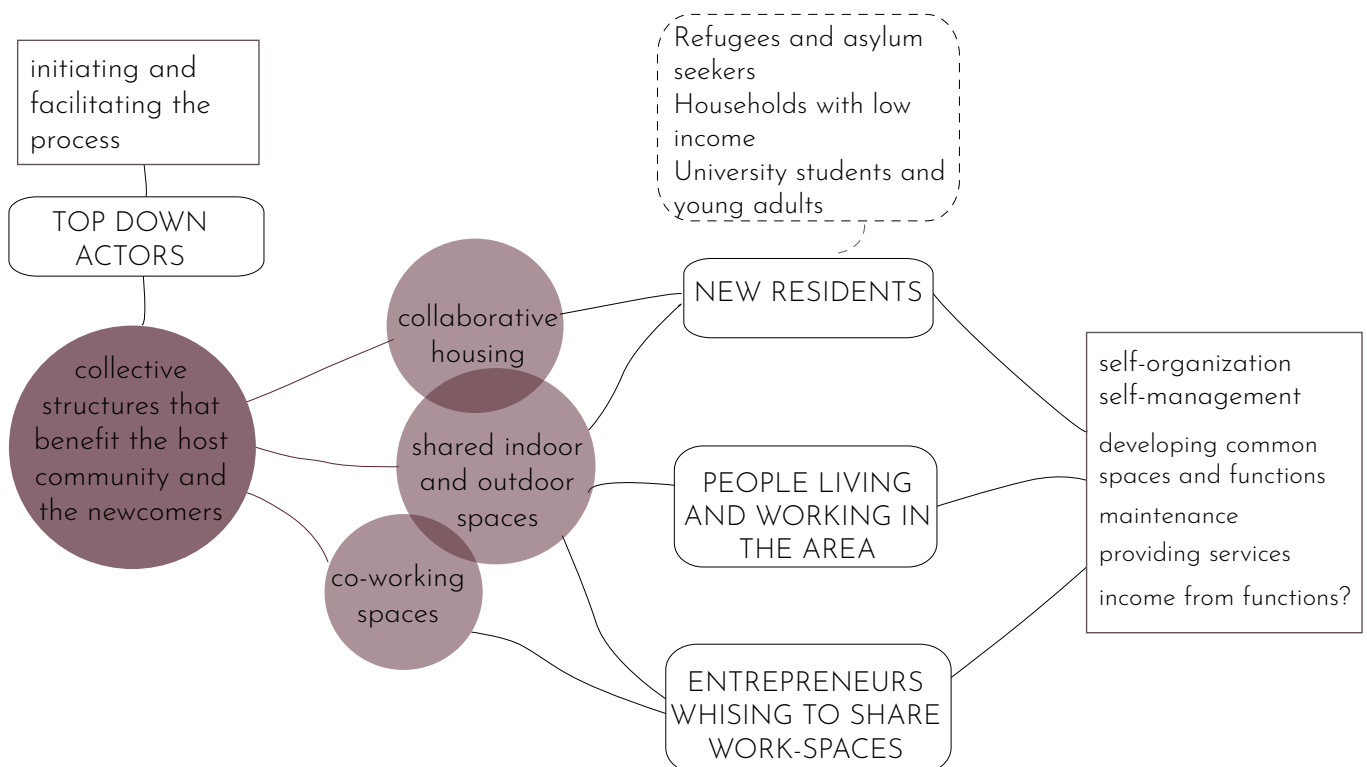 initiating and
facilitating the
process
TOP DOWN
ACTORS
collective
structures that
benefit the host
community and
the newcomers
collaborative
housing
shared indoor
and outdoor
spaces
co-working
spaces
Refugees and asylum
seekers
Households with low
income
University students and
young adults
NEW RESIDENTS
PEOPLE LIVING
AND WORKING IN
THE AREA
ENTREPRENEURS
WHISING TO SHARE
WORK-SPACES
self-organization
self-management
developing common
spaces and functions
maintenance
providing services
income from functions?